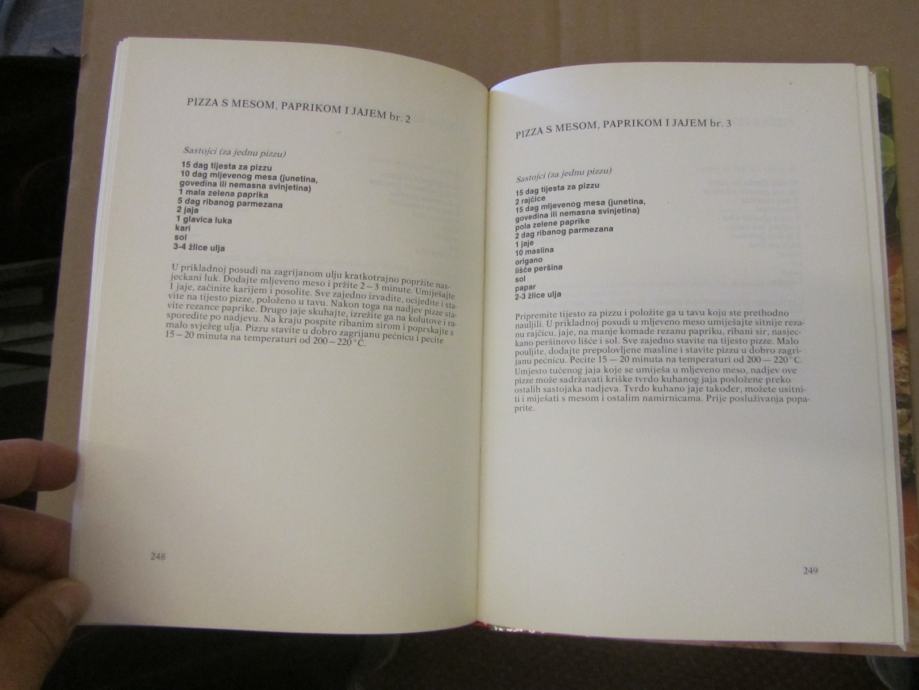 PIZZA S MESOM, PAPRIKOM I JAJEM br. 2
Sastojci (za jednu pizzu)
15 dag tijesta za pizzu
10 dag mljevenog mesa (junetina,
govedina ili nemasna svinjetina)
1 mala zelena paprika
5 dag ribanog parmezana
2 jaja
1 glavica luka
kari
sol
3-4 žlice ulja
U prikladnoj posudi na zagrijanom ulju kratkotrajno popržite nas-
jeckani luk. Dodajte mljeveno meso i pržite 2–3 minute. Umiješajte
1 jaje, začinite karijem i posolite. Sve zajedno izvadite, ocijedite i sta-
vite na tijesto pizze, položeno u tavu. Nakon toga na nadjev pizze sta-
vite rezance paprike. Drugo jaje skuhajte, izrežite ga na kolutove i ra-
sporedite po nadjevu. Na kraju pospite ribanim sirom i poprskajte s
malo svježeg ulja. Pizzu stavite u dobro zagrijanu pećnicu i pecite
15–20 minuta na temperaturi od 200–220°C.
248
PIZZA S MESOM, PAPRIKOM I JAJEM br. 3
Sastojci (za jednu pizzu)
15 dag tijesta za pizzu
2 rajčice
15 dag mljevenog mesa (junetina,
govedina ili nemasna svinjetina)
pola zelene paprike
2 dag ribanog parmezana
1 jaje
10 maslina
origano
lišće peršina
sol
papar
2-3 žlice ulja
Pripremite tijesto za pizzu i položite ga u tavu koju ste prethodno
nauljili. U prikladnoj posudi u mljeveno meso umiješajte sitnije reza-
nu rajčicu, jaje, na manje komade rezanu papriku, ribani sir, nasjec-
kano peršinovo lišće i sol. Sve zajedno stavite na tijesto pizze. Malo
pouljite, dodajte prepolovljene masline i stavite pizzu u dobro zagri-
janu pećnicu. Pecite 15–20 minuta na temperaturi od 200–220°C.
Umjesto tučenog jaja koje se umiješa u mljeveno meso, nadjev ove
pizze može sadržavati kriške tvrdo kuhanog jaja posložene preko
ostalih sastojaka nadjeva. Tvrdo kuhano jaje također, možete usitni-
ti i miješati s mesom i ostalim namirnicama. Prije posluživanja popa-
prite.
249